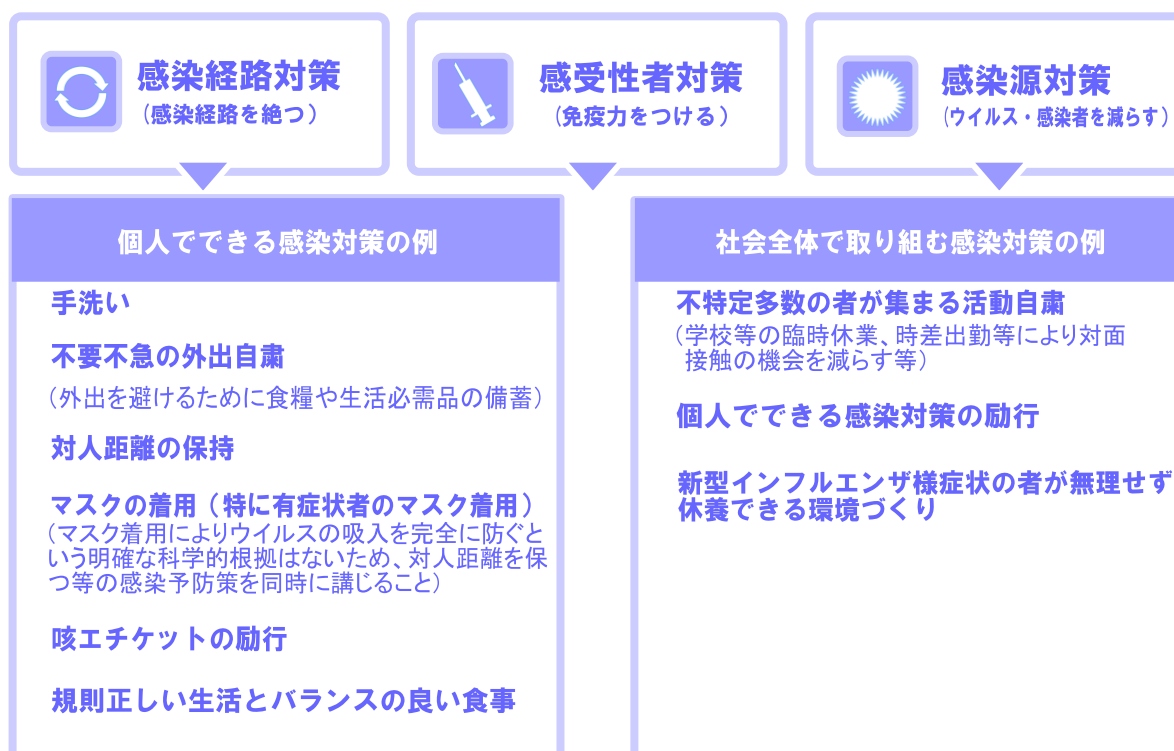 感染経路対策
(感染経路を絶つ)
感受性者対策
(免疫力をつける)
感染源対策
(ウイルス・感染者を減らす)
個人でできる感染対策の例
手洗い
不要不急の外出自粛
(外出を避けるために食糧や生活必需品の備蓄)
対人距離の保持
マスクの着用(特に有症状者のマスク着用)
(マスク着用によりウイルスの吸入を完全に防ぐと
いう明確な科学的根拠はないため、対人距離を保
つ等の感染予防策を同時に講じること)
咳エチケットの励行
規則正しい生活とバランスの良い食事
社会全体で取り組む感染対策の例
不特定多数の者が集まる活動自粛
(学校等の臨時休業、時差出勤等により対面
接触の機会を減らす等)
個人でできる感染対策の励行
新型インフルエンザ様症状の者が無理せず
休養できる環境づくり